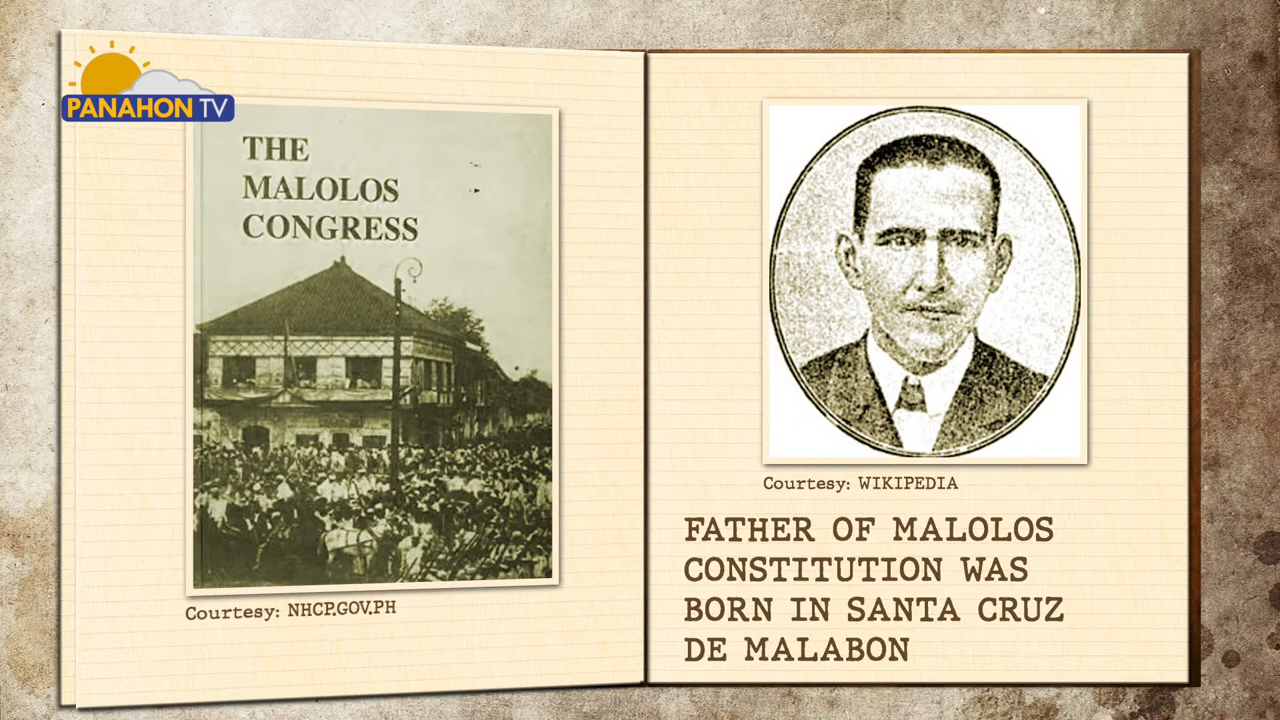 PANAHON TV
THE
MALOLOS
CONGRESS
Courtesy: NHCP.GOV.PH
Courtesy: WIKIPEDIA
FATHER OF MALOLOS
CONSTITUTION WAS
BORN IN SANTA CRUZ
DE MALABON